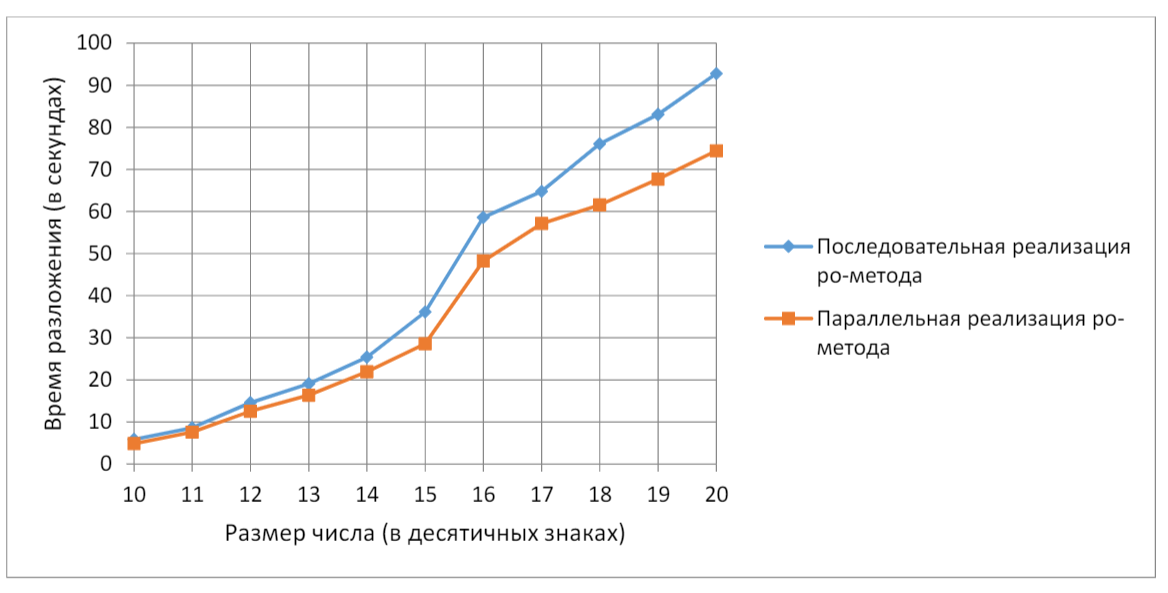 100
90
80
70
60
50
40
30
20
10
0
Время разложения (в секундах)
10 11 12 13 14 15 16 17 18 19 20
Размер числа (в десятичных знаках)
Последовательная реализация
ро-метода
Параллельная реализация ро-
метода